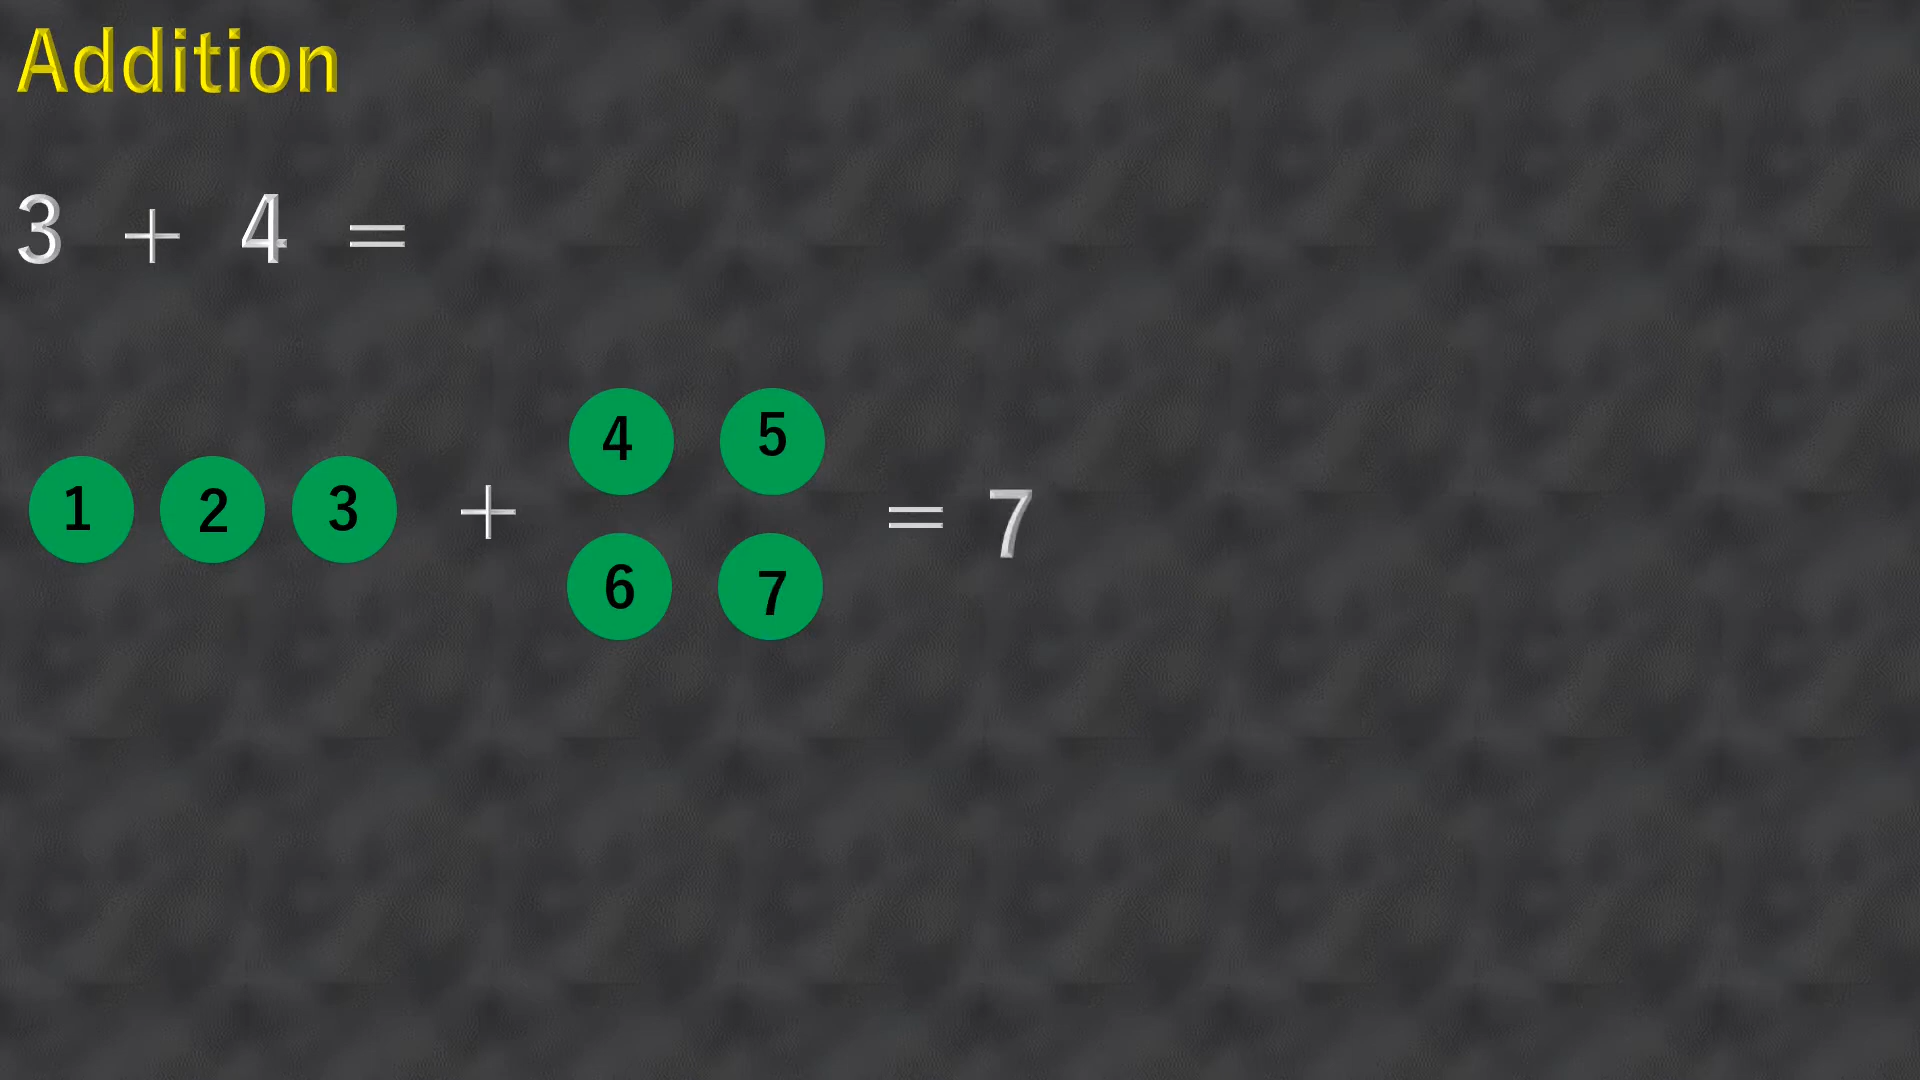 Addition
3 + 4 =
4 5
1 2 3 + = 7
6 7